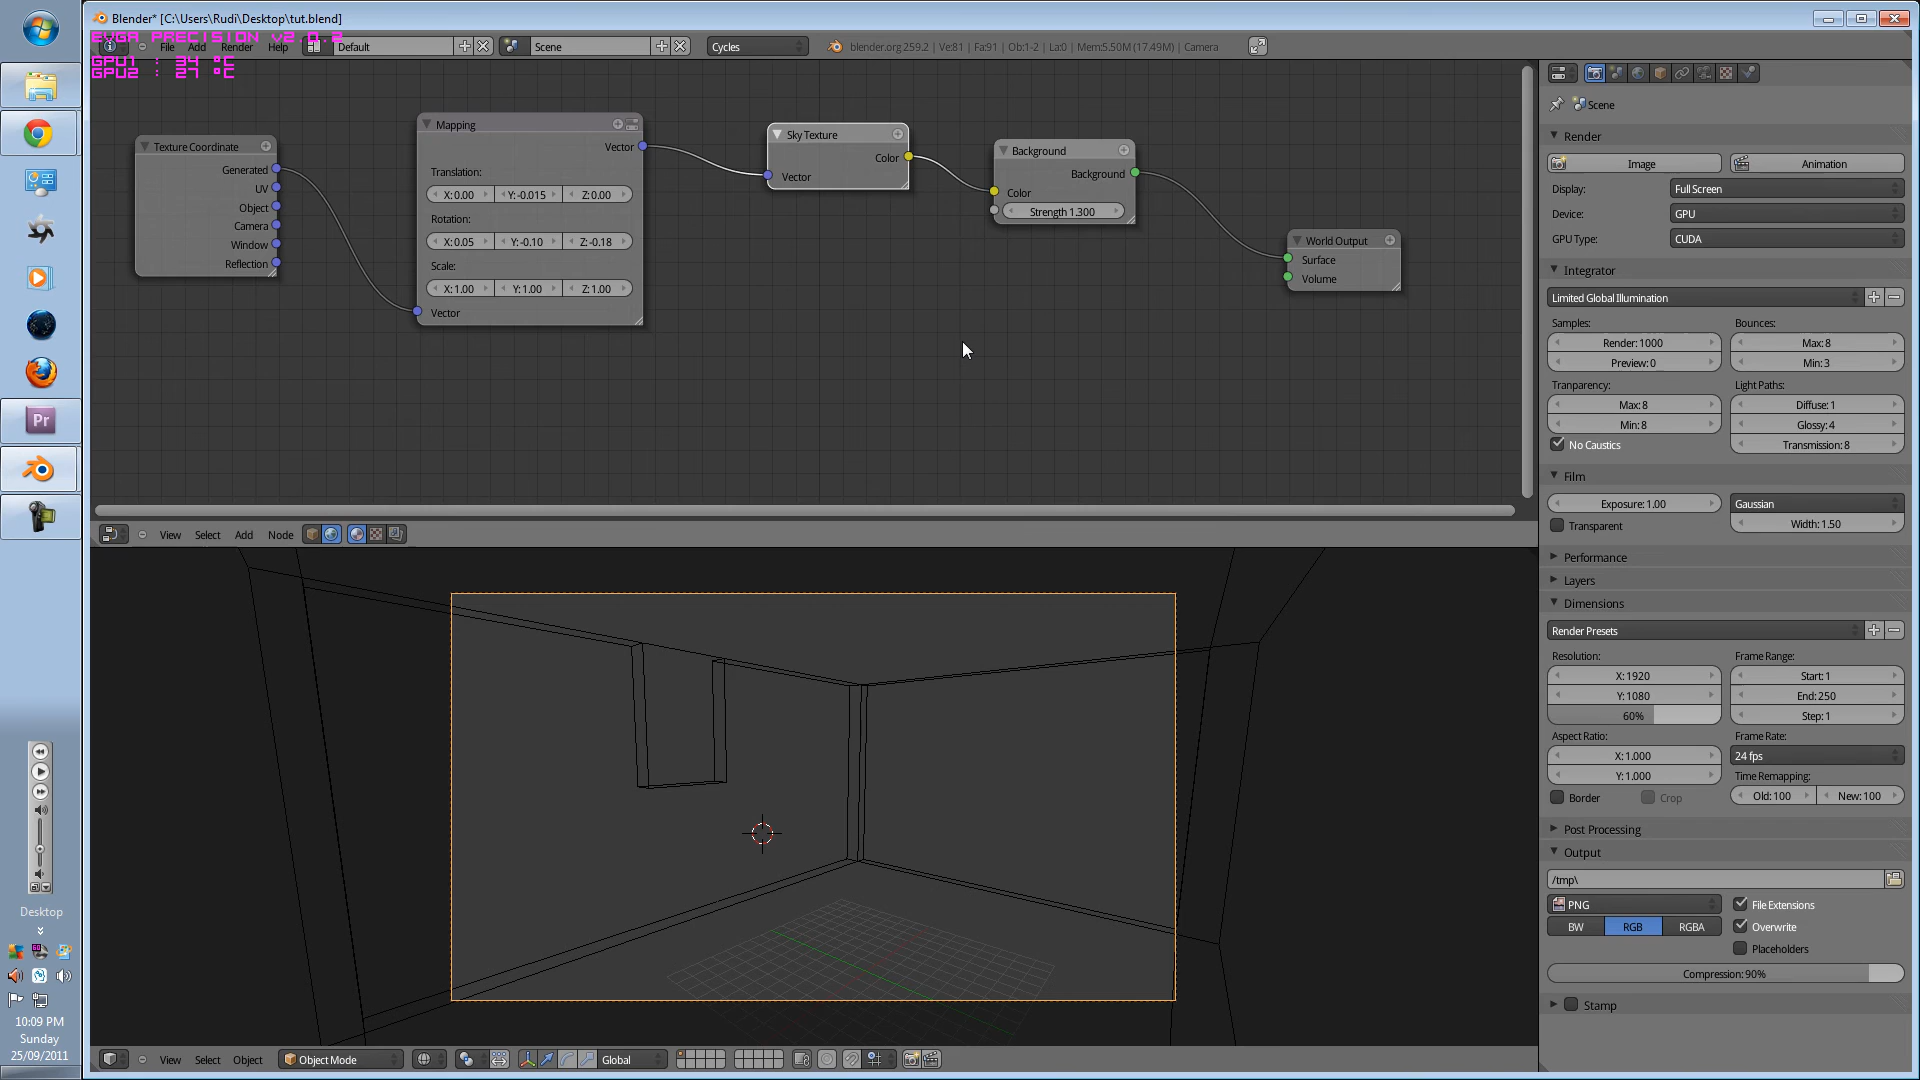 Blender* [C:\Users\Rudi\Desktop\tut.blend]
EVGA PRECISION v2.0.2
File Add Render Help Default Scene Cycles blender.org 259.2 | Ve:81 | Fa:91 | Ob:1-2 | La:0 | Mem:5.50M (17.49M) | Camera
GPU1 : 34 °C
GPU2 : 27 °C
Texture Coordinate
Generated
UV
Object
Camera
Window
Reflection
Mapping
Vector
Translation:
X: 0.00 Y: -0.015 Z: 0.00
Rotation:
X: 0.05 Y: -0.10 Z: -0.18
Scale:
X: 1.00 Y: 1.00 Z: 1.00
Vector
Sky Texture
Color
Vector
Background
Background
Color
Strength 1.300
World Output
Surface
Volume
View Select Add Node
View Select Object Object Mode Global
Scene
Render
Image Animation
Display: Full Screen
Device: GPU
GPU Type: CUDA
Integrator
Limited Global Illumination
Samples: Bounces:
Render: 1000 Max: 8
Preview: 0 Min: 3
Tranparency: Light Paths:
Max: 8 Diffuse: 1
Min: 8 Glossy: 4
No Caustics Transmission: 8
Film
Exposure: 1.00 Gaussian
Transparent Width: 1.50
Performance
Layers
Dimensions
Render Presets
Resolution: Frame Range:
X: 1920 Start: 1
Y: 1080 End: 250
60% Step: 1
Aspect Ratio: Frame Rate:
X: 1.000 24 fps
Y: 1.000 Time Remapping:
Border Crop Old: 100 New: 100
Post Processing
Output
/tmp\
PNG File Extensions
BW RGB RGBA Overwrite
Placeholders
Compression: 90%
Stamp
Pr
Desktop
10:09 PM
Sunday
25/09/2011